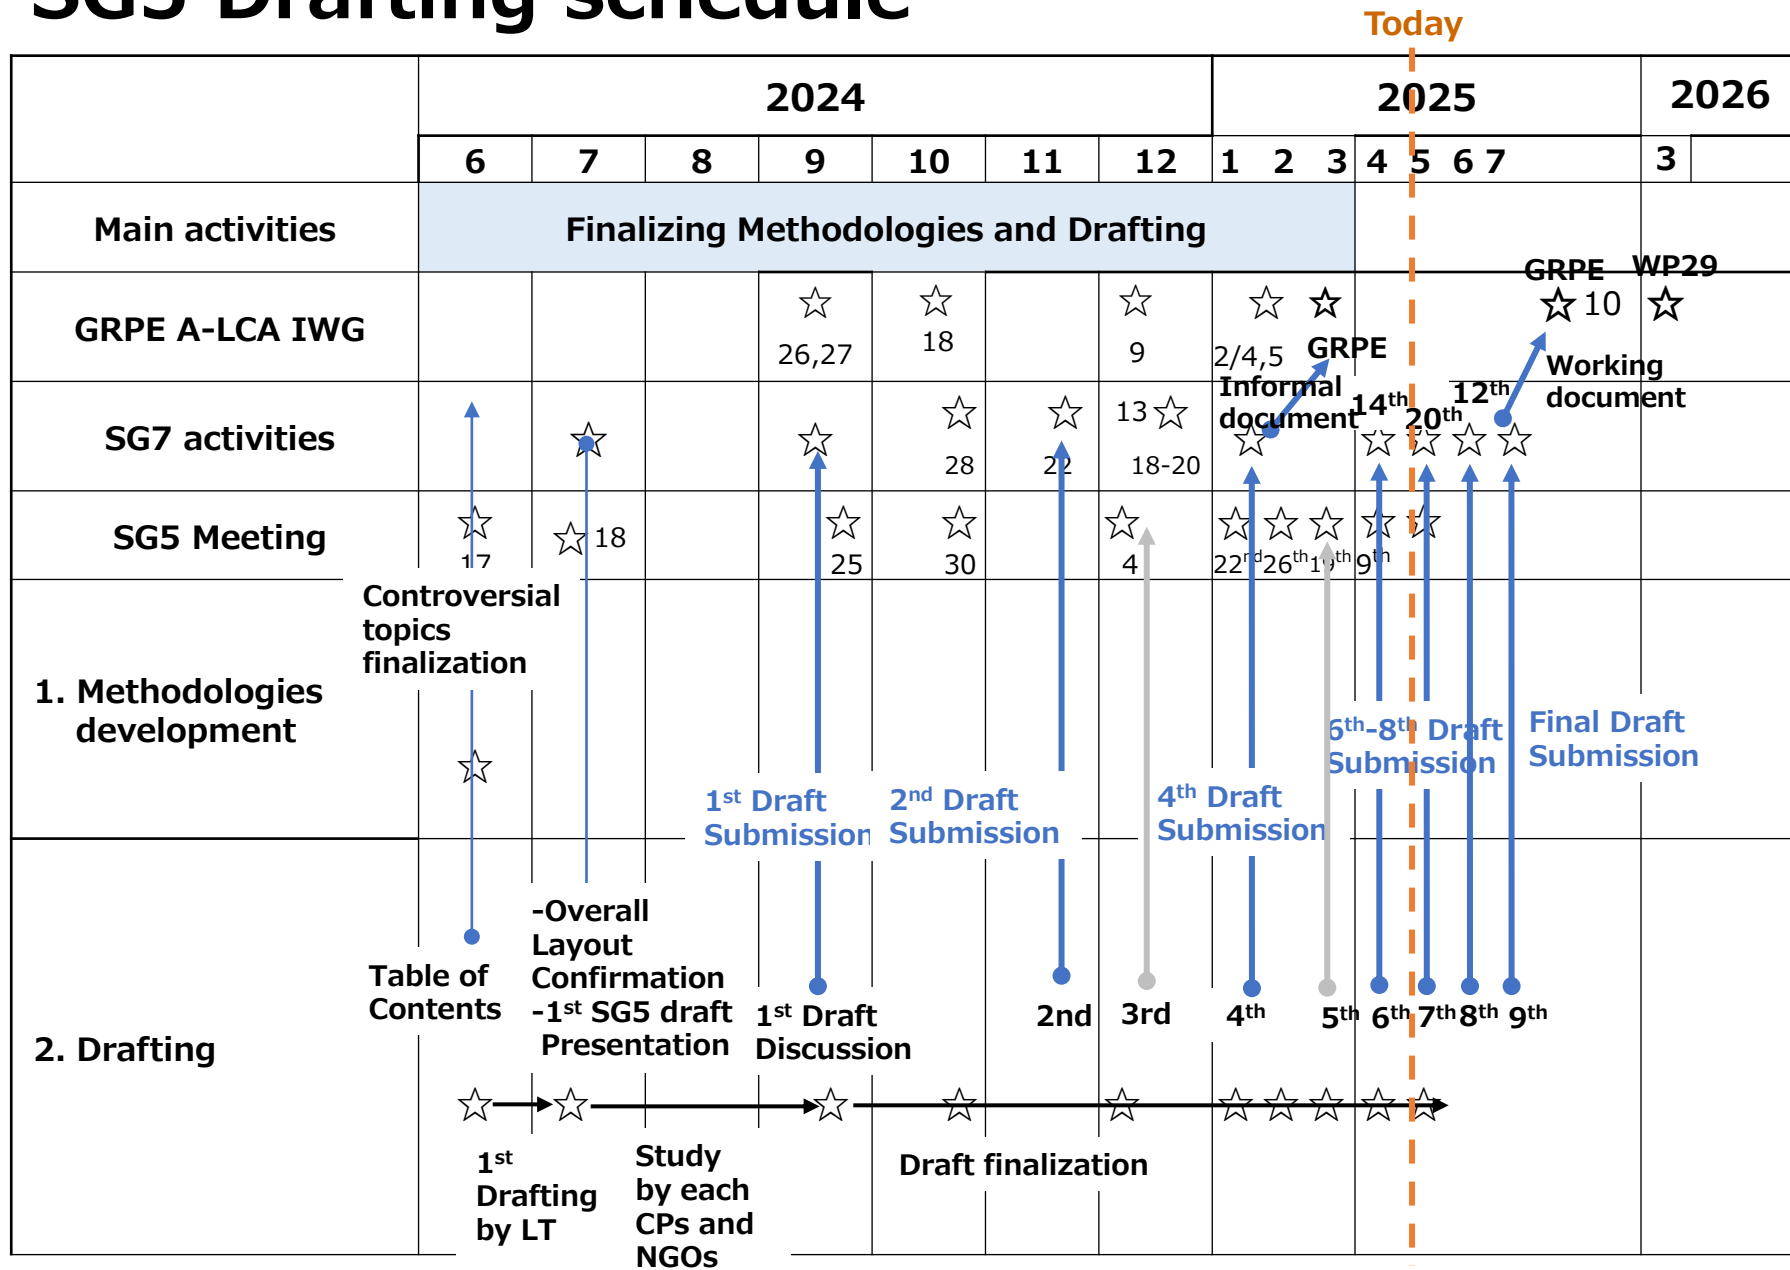 SG5 Drafting schedule
Today
2024
2025
2026
6 7 8 9 10 11 12 1 2 3 4 5 6 7 3
Main activities
Finalizing Methodologies and Drafting
GRPE A-LCA IWG
26,27
18
9
2/4,5
GRPE
GRPE
10
WP29
Informal
document
Working
document
SG7 activities
28
22
13
18-20
14th
20th
12th
SG5 Meeting
17
18
25
30
4
22nd
26th
19th
9th
1. Methodologies
development
Controversial
topics
finalization
1st Draft
Submission
2nd Draft
Submission
4th Draft
Submission
6th-8th Draft
Submission
Final Draft
Submission
2. Drafting
Table of
Contents
-Overall
Layout
Confirmation
-1st SG5 draft
Presentation
1st Draft
Discussion
2nd
3rd
4th
5th
6th
7th
8th
9th
1st
Drafting
by LT
Study
by each
CPs and
NGOs
Draft finalization